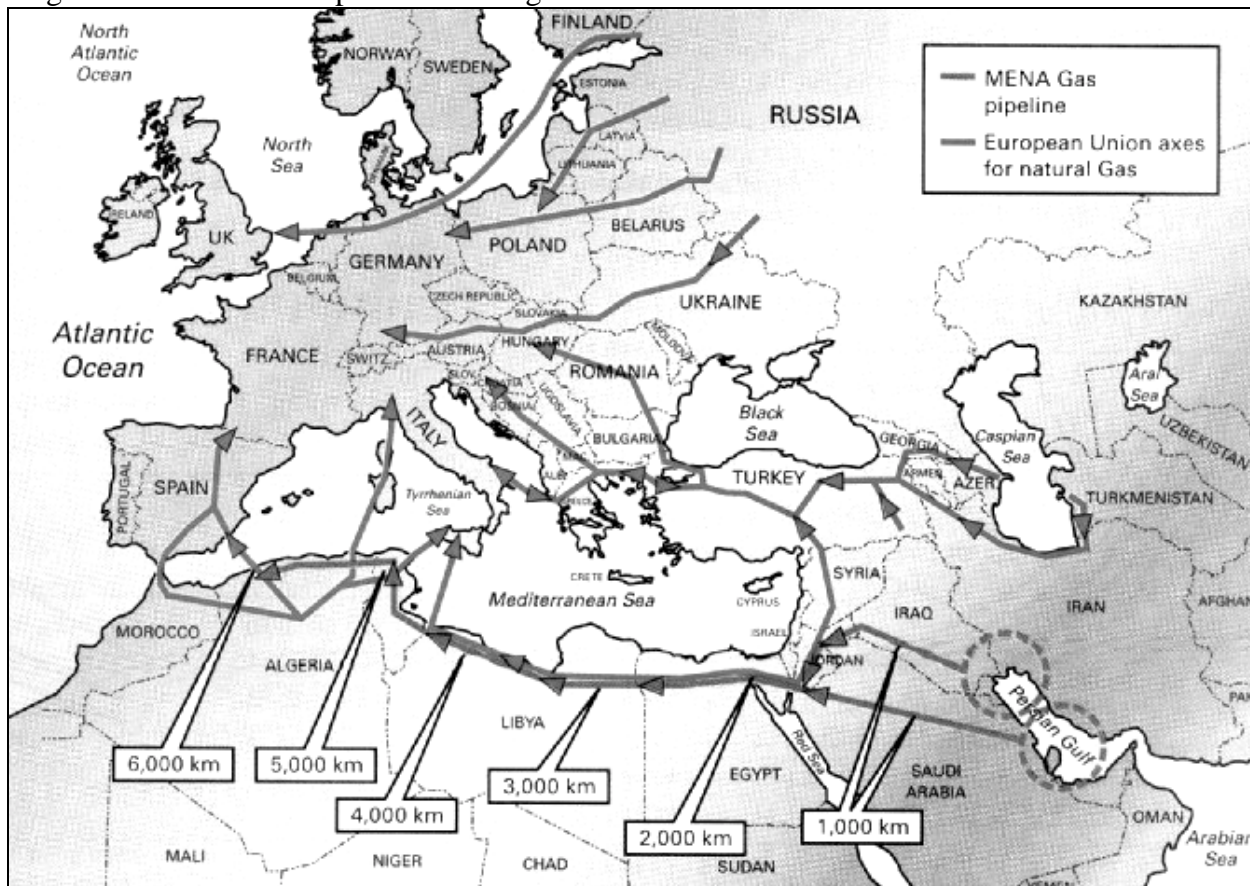 North
Atlantic
Ocean
NORWAY
SWEDEN
FINLAND
ESTONIA
RUSSIA
MENA Gas
pipeline
European Union axes
for natural Gas
North
Sea
LATVIA
LITHUANIA
DENMARK
IRELAND
UK
BELARUS
POLAND
GERMANY
BELGIUM
CZECH REPUBLIC
SLOVAKIA
UKRAINE
KAZAKHSTAN
Atlantic
Ocean
FRANCE
SWITZ
AUSTRIA
HUNGARY
MOLDOVA
ROMANIA
SLOV
CROATIA
BOSNIA
Black
Sea
Aral
Sea
Caspian
Sea
UZBEKISTAN
ITALY
BULGARIA
GEORGIA
ARMEN
AZER
TURKEY
TURKMENISTAN
PORTUGAL
SPAIN
Tyrrhenian
Sea
CRETE
CYPRUS
SYRIA
Mediterranean Sea
ISRAEL
IRAQ
IRAN
AFGHAN
MOROCCO
ALGERIA
JORDAN
Persian Gulf
LIBYA
EGYPT
Red Sea
SAUDI
ARABIA
OMAN
Arabian
Sea
6,000 km
5,000 km
4,000 km
3,000 km
2,000 km
1,000 km
MALI
NIGER
CHAD
SUDAN